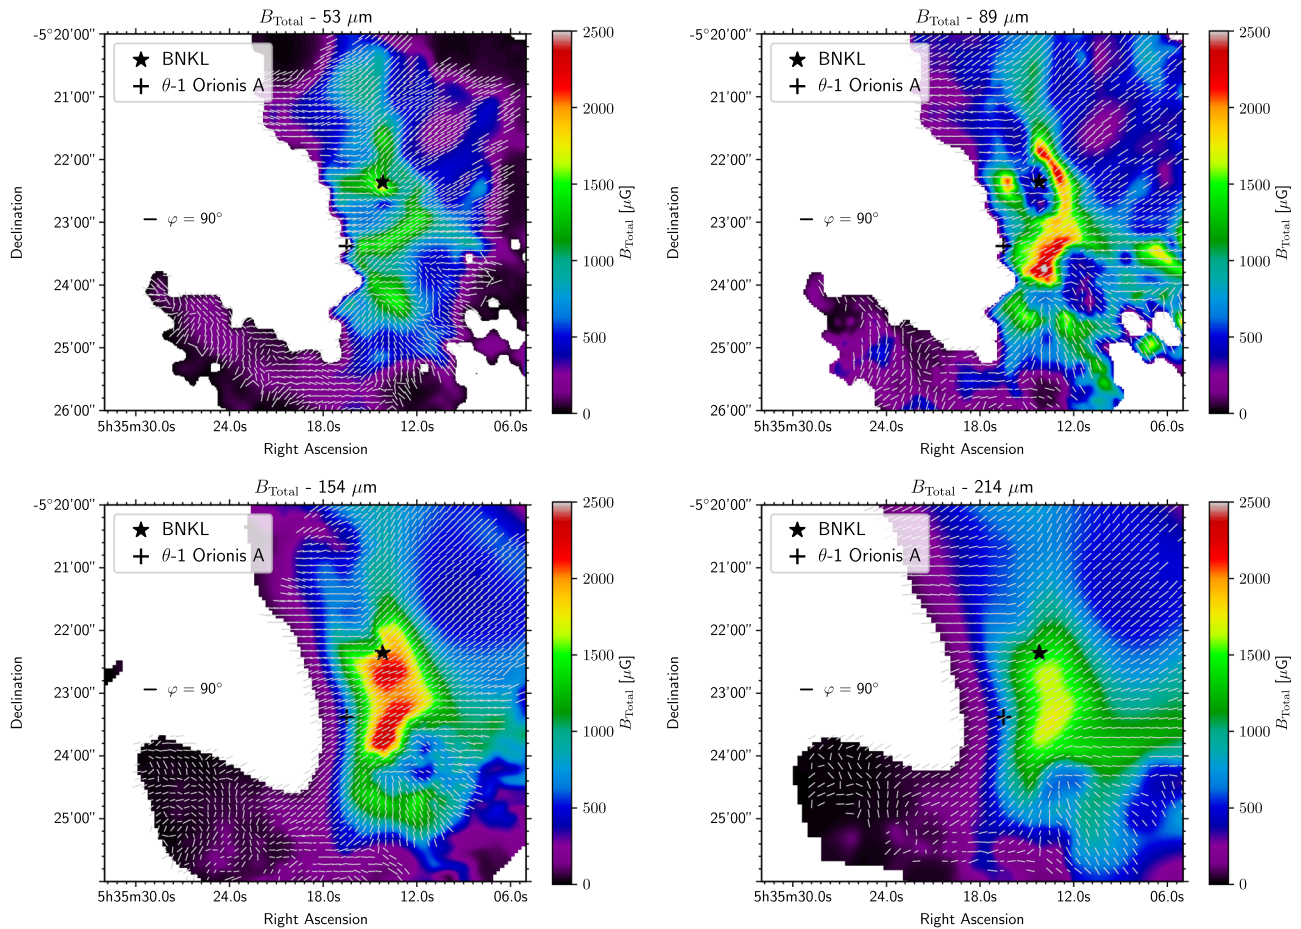 B_Total - 53 μm
BNKL
θ-1 Orionis A
φ = 90°
-5°20'00"
21'00"
22'00"
23'00"
24'00"
25'00"
26'00"
Declination
5h35m30.0s 24.0s 18.0s 12.0s 06.0s
Right Ascension
2500
2000
1500
1000
500
0
B_Total [μG]
B_Total - 89 μm
BNKL
θ-1 Orionis A
φ = 90°
-5°20'00"
21'00"
22'00"
23'00"
24'00"
25'00"
26'00"
Declination
5h35m30.0s 24.0s 18.0s 12.0s 06.0s
Right Ascension
2500
2000
1500
1000
500
0
B_Total [μG]
B_Total - 154 μm
BNKL
θ-1 Orionis A
φ = 90°
-5°20'00"
21'00"
22'00"
23'00"
24'00"
25'00"
Declination
5h35m30.0s 24.0s 18.0s 12.0s 06.0s
Right Ascension
2500
2000
1500
1000
500
0
B_Total [μG]
B_Total - 214 μm
BNKL
θ-1 Orionis A
φ = 90°
-5°20'00"
21'00"
22'00"
23'00"
24'00"
25'00"
Declination
5h35m30.0s 24.0s 18.0s 12.0s 06.0s
Right Ascension
2500
2000
1500
1000
500
0
B_Total [μG]